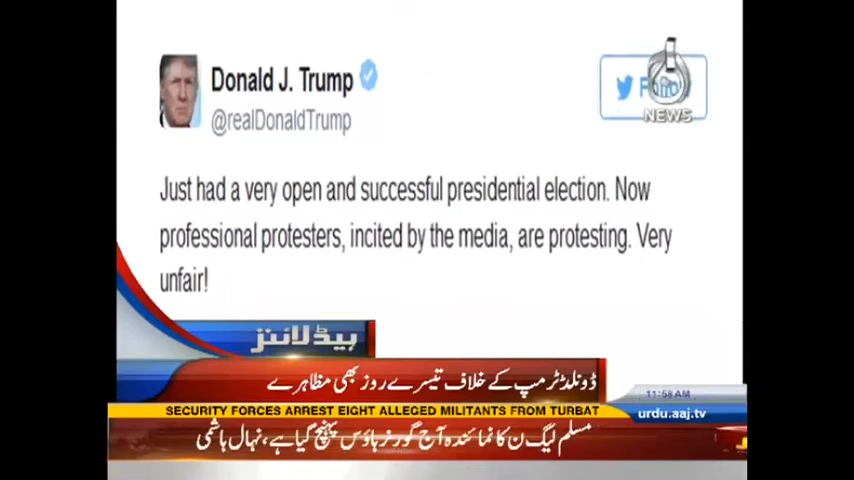 Donald J. Trump
@realDonaldTrump
NEWS
Just had a very open and successful presidential election. Now
professional protesters, incited by the media, are protesting. Very
unfair!
ہیڈلائنز
ڈونلڈ ٹرمپ کے خلاف تیسرے روز بھی مظاہرے
11:58 AM
SECURITY FORCES ARREST EIGHT ALLEGED MILITANTS FROM TURBAT
urdu.aaj.tv
مسلم لیگ ن کا نمائندہ آج گورنر ہاؤس پہنچ گیا ہے، نہال ہاشمی